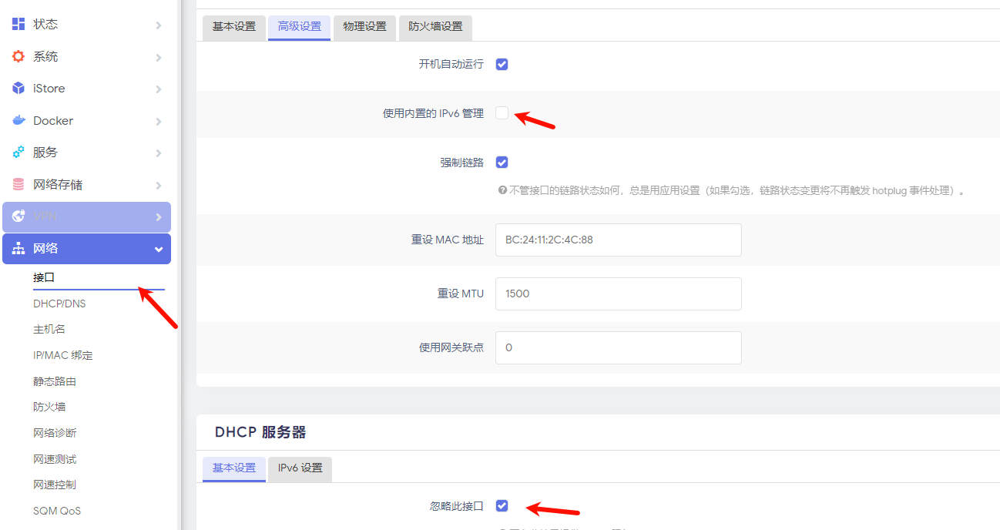 状态
系统
iStore
Docker
服务
网络存储
VPN
网络
接口
DHCP/DNS
主机名
IP/MAC 绑定
静态路由
防火墙
网络诊断
网速测试
网速控制
SQM QoS
基本设置 高级设置 物理设置 防火墙设置
开机自动运行
使用内置的 IPv6 管理
强制链路
不管接口的链路状态如何，总是用应用设置（如果勾选，链路状态变更将不再触发 hotplug 事件处理）。
重设 MAC 地址 BC:24:11:2C:4C:88
重设 MTU 1500
使用网关跃点 0
DHCP 服务器
基本设置 IPv6 设置
忽略此接口